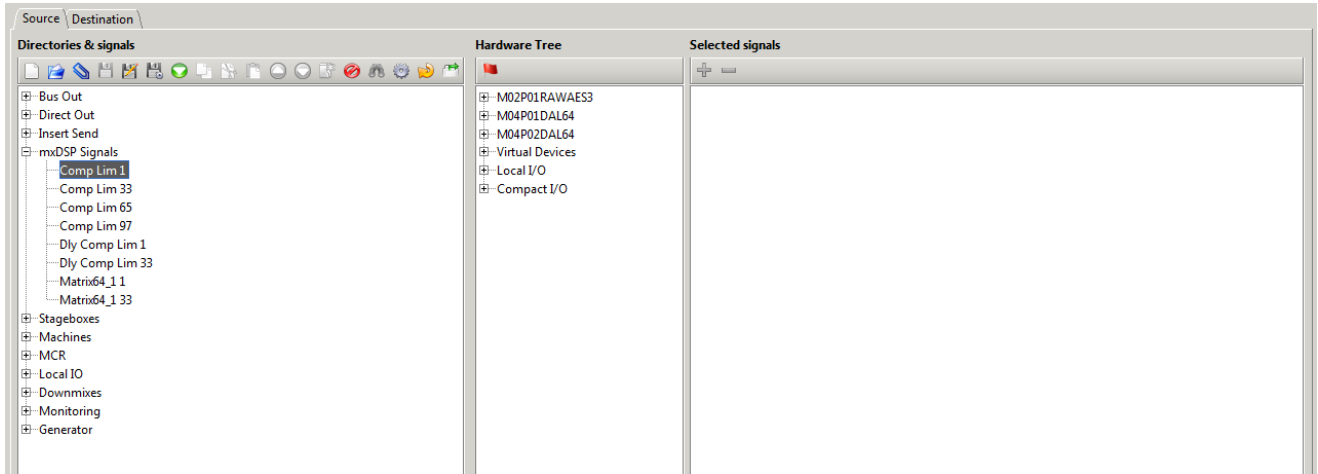 Source Destination
Directories & signals
Hardware Tree
Selected signals
Bus Out
Direct Out
Insert Send
mxDSP Signals
Comp Lim 1
Comp Lim 33
Comp Lim 65
Comp Lim 97
Dly Comp Lim 1
Dly Comp Lim 33
Matrix64_1 1
Matrix64_1 33
Stageboxes
Machines
MCR
Local IO
Downmixes
Monitoring
Generator
M02P01RAWAES3
M04P01DAL64
M04P02DAL64
Virtual Devices
Local I/O
Compact I/O